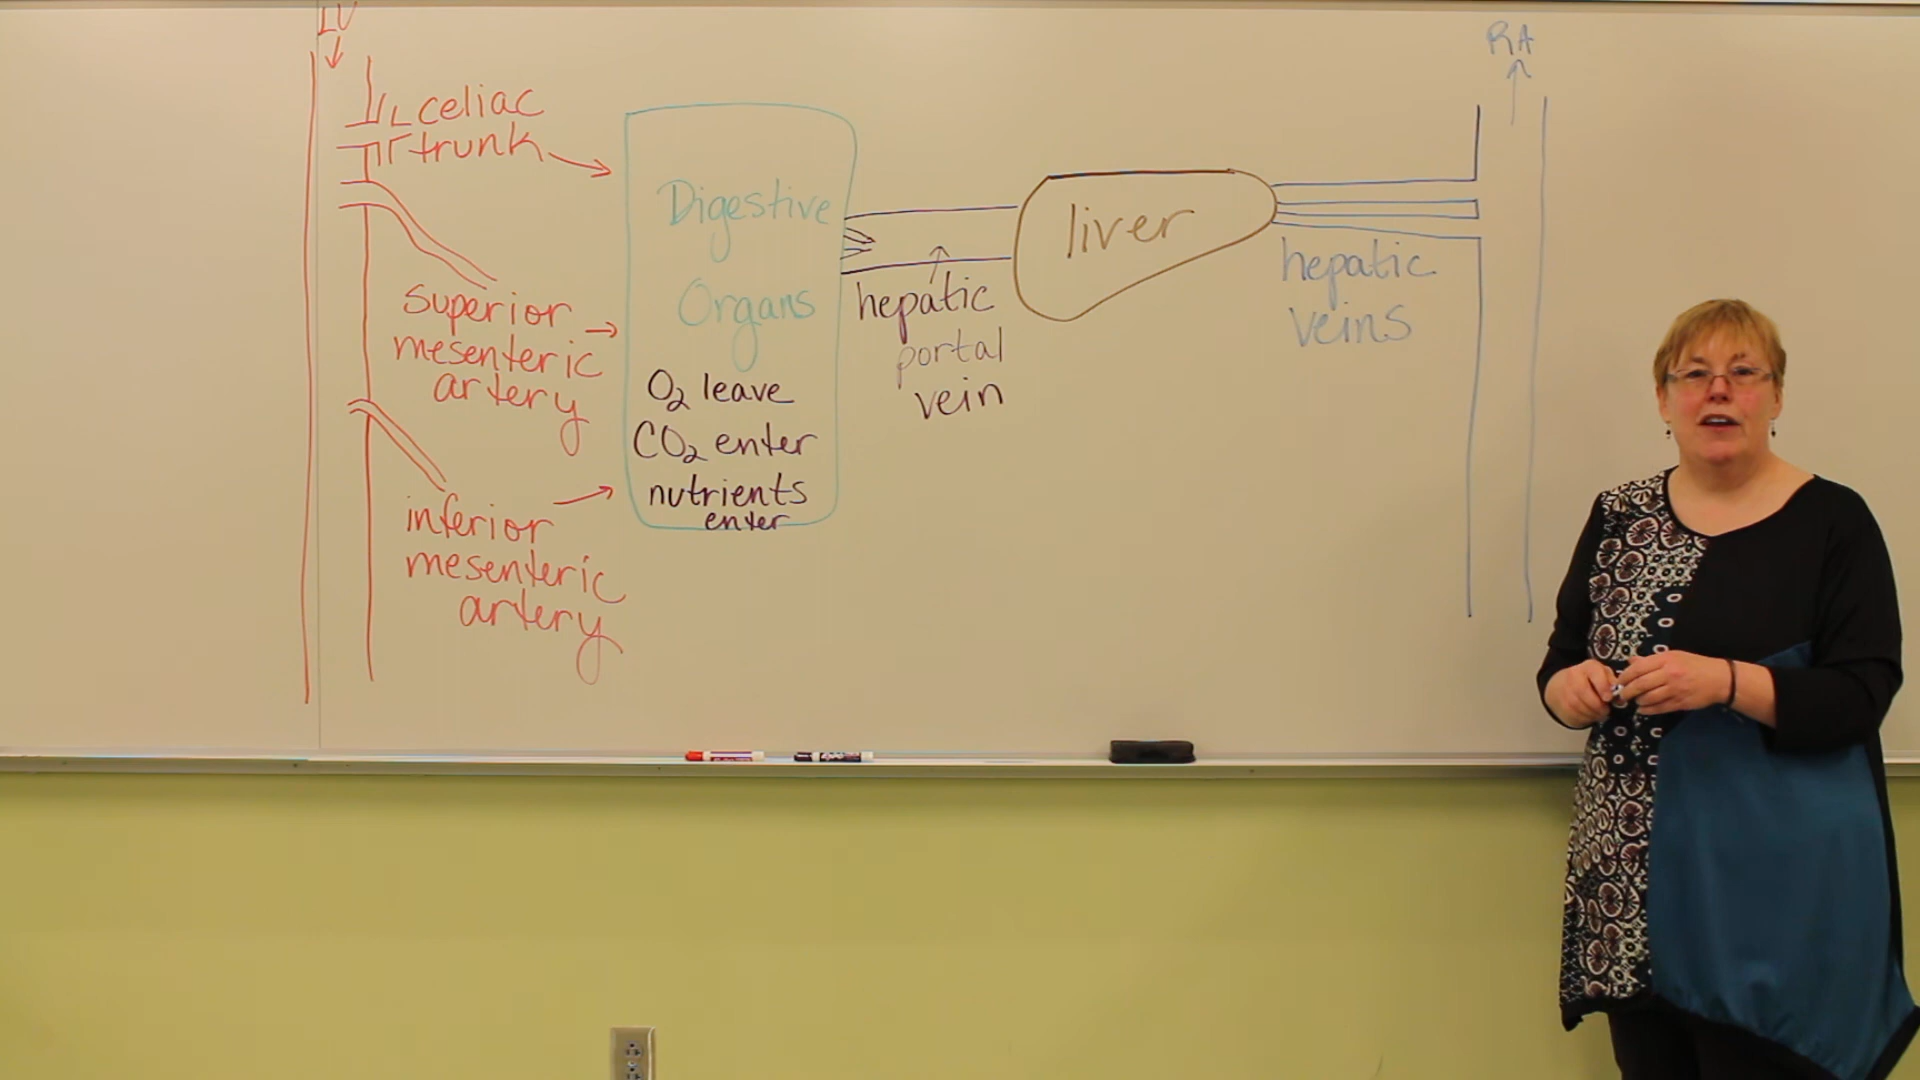 LV
celiac
trunk
superior
mesenteric
artery
inferior
mesenteric
artery
Digestive
Organs
O₂ leave
CO₂ enter
nutrients
enter
hepatic
portal
vein
liver
hepatic
veins
RA